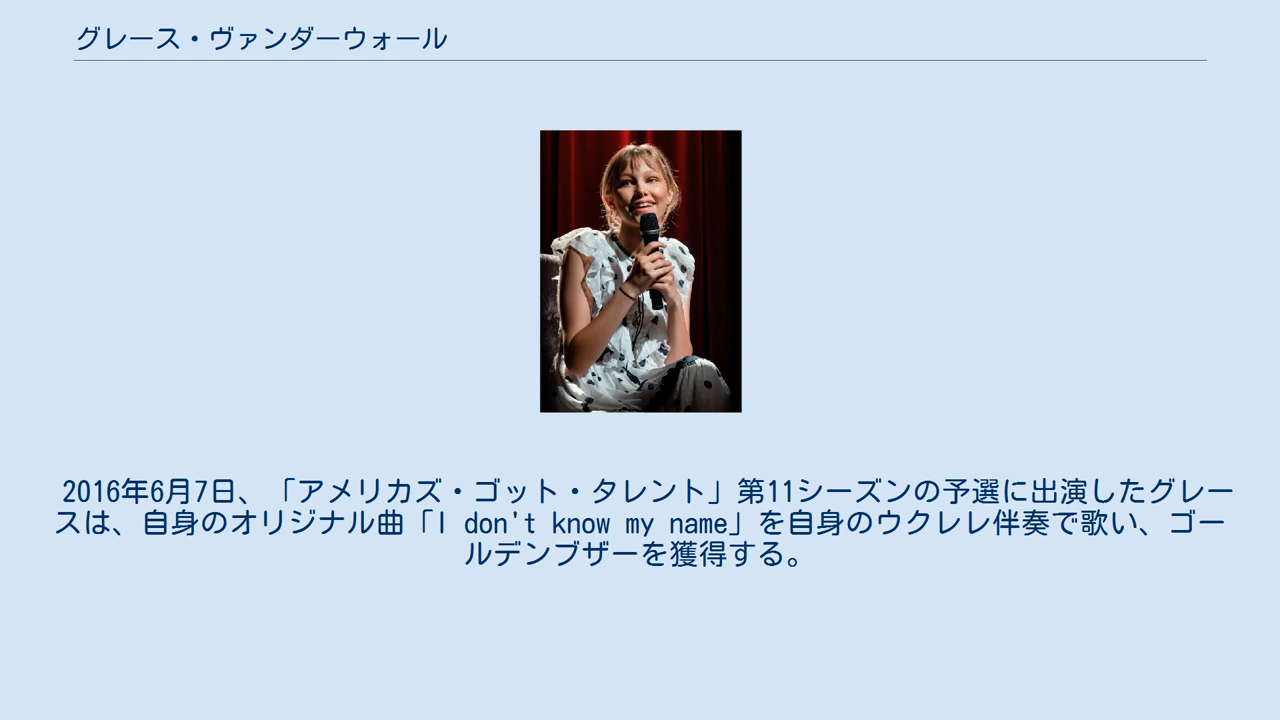 グレース・ヴァンダーウォール
2016年6月7日、「アメリカズ・ゴット・タレント」第11シーズンの予選に出演したグレー
スは、自身のオリジナル曲「I don't know my name」を自身のウクレレ伴奏で歌い、ゴー
ルデンブザーを獲得する。